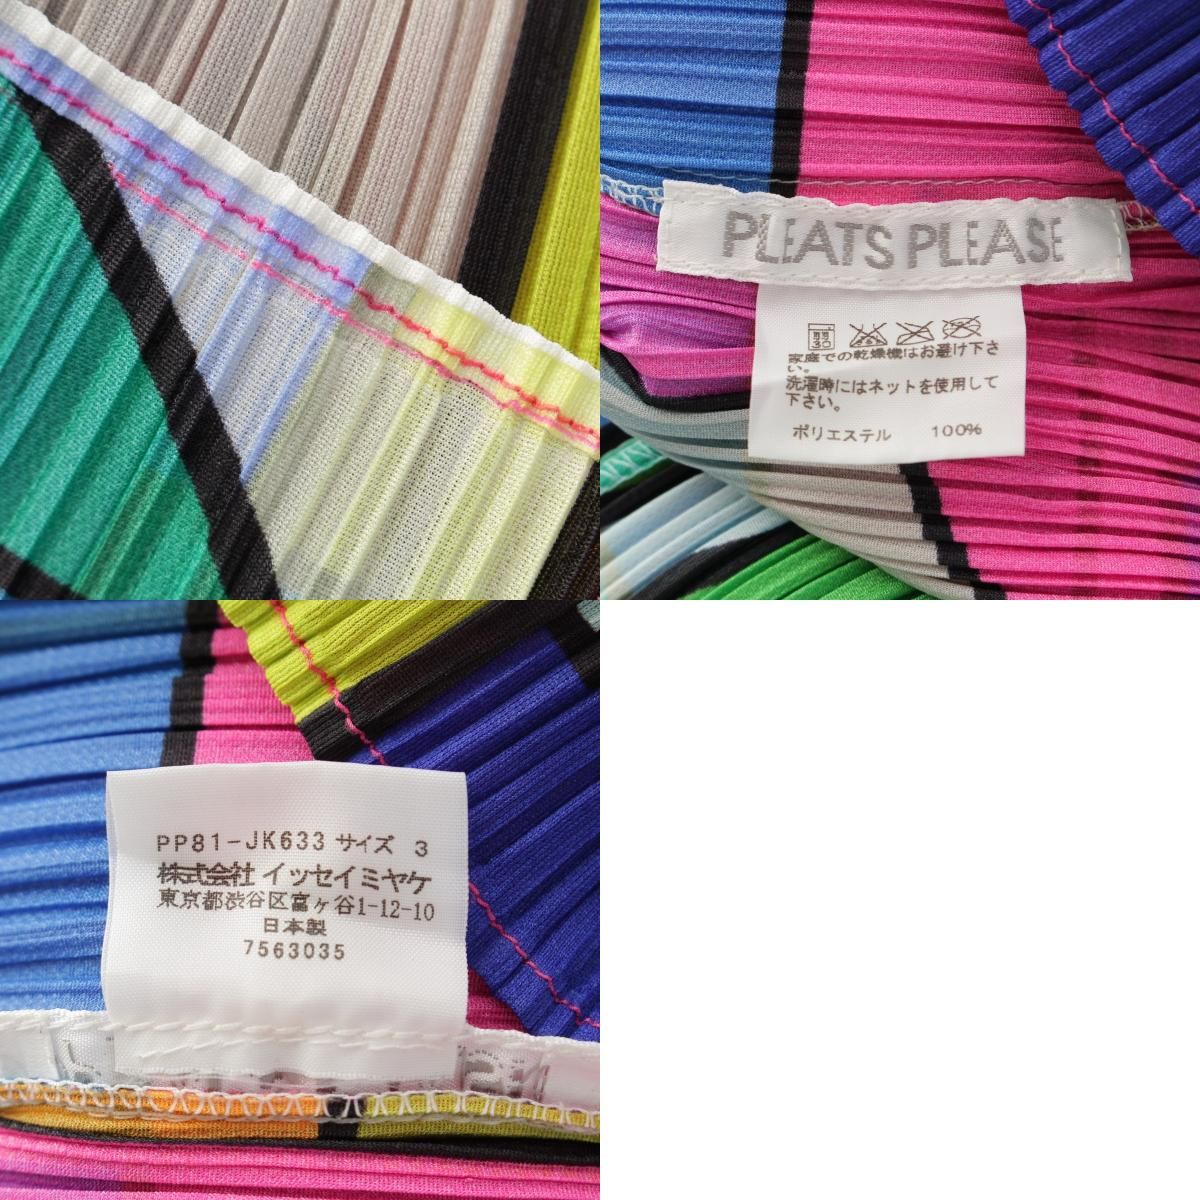 PLEATS PLEASE
30
家庭での乾燥機はお避け下さ
い。
洗濯時にはネットを使用して
下さい。
ポリエステル 100%
PP81-JK633 サイズ 3
株式会社 イッセイミヤケ
東京都渋谷区富ヶ谷1-12-10
日本製
7563035